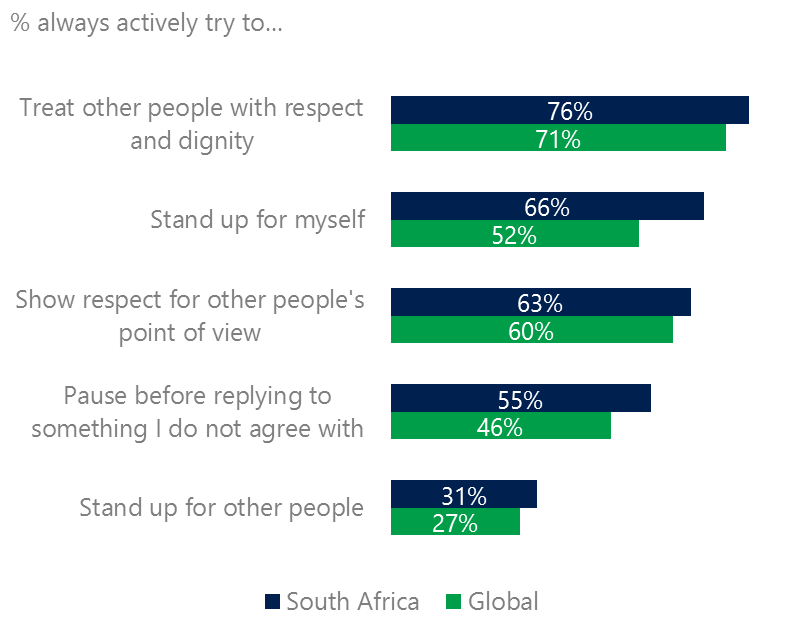 % always actively try to...
Treat other people with respect
and dignity
76%
71%
Stand up for myself
66%
52%
Show respect for other people's
point of view
63%
60%
Pause before replying to
something I do not agree with
55%
46%
Stand up for other people
31%
27%
South Africa
Global